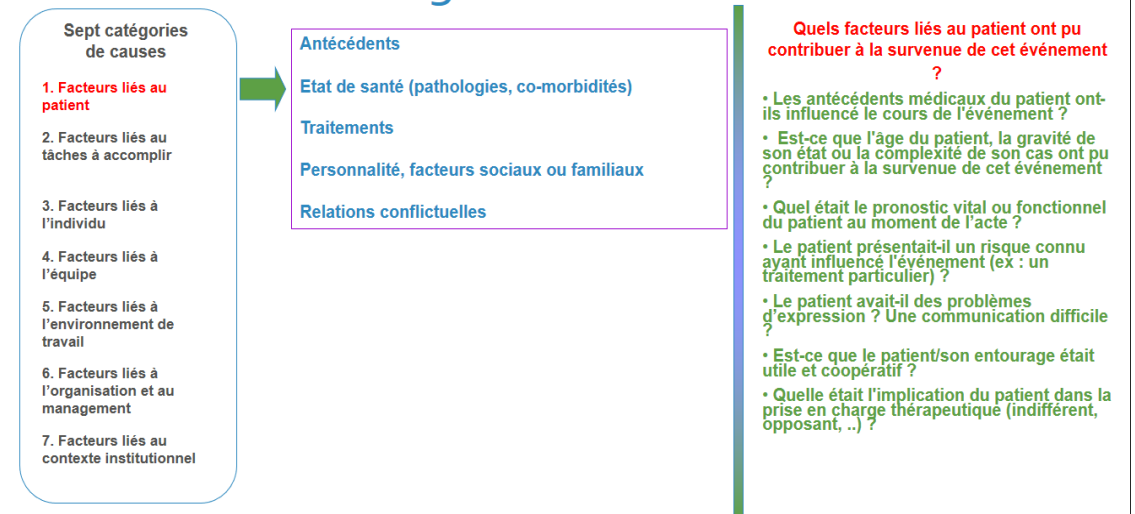 Sept catégories
de causes
1. Facteurs liés au
patient
2. Facteurs liés au
tâches à accomplir
3. Facteurs liés à
l'individu
4. Facteurs liés à
l'équipe
5. Facteurs liés à
l'environnement de
travail
6. Facteurs liés à
l'organisation et au
management
7. Facteurs liés au
contexte institutionnel
Antécédents
Etat de santé (pathologies, co-morbidités)
Traitements
Personnalité, facteurs sociaux ou familiaux
Relations conflictuelles
Quels facteurs liés au patient ont pu
contribuer à la survenue de cet événement
?
• Les antécédents médicaux du patient ont-
ils influencé le cours de l'événement ?
• Est-ce que l'âge du patient, la gravité de
son état ou la complexité de son cas ont pu
contribuer à la survenue de cet événement
?
• Quel était le pronostic vital ou fonctionnel
du patient au moment de l'acte ?
• Le patient présentait-il un risque connu
ayant influencé l'événement (ex : un
traitement particulier) ?
• Le patient avait-il des problèmes
d'expression ? Une communication difficile
?
• Est-ce que le patient/son entourage était
utile et coopératif ?
• Quelle était l'implication du patient dans la
prise en charge thérapeutique (indifférent,
opposant, ..) ?